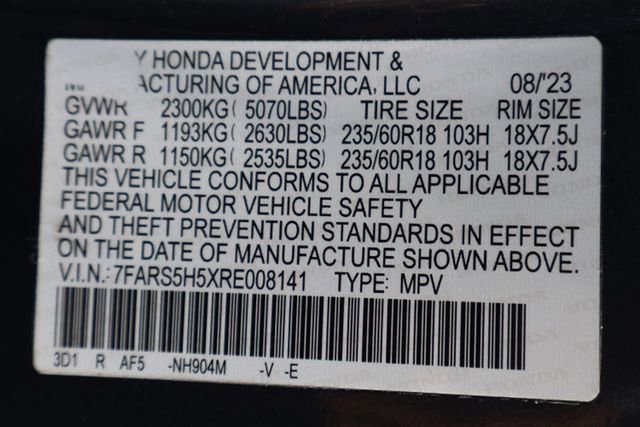 Y HONDA DEVELOPMENT &
ACTURING OF AMERICA, LLC 08/'23
GVWR 2300KG( 5070LBS) TIRE SIZE RIM SIZE
GAWR F 1193KG( 2630LBS) 235/60R18 103H 18X7.5J
GAWR R 1150KG( 2535LBS) 235/60R18 103H 18X7.5J
THIS VEHICLE CONFORMS TO ALL APPLICABLE
FEDERAL MOTOR VEHICLE SAFETY
AND THEFT PREVENTION STANDARDS IN EFFECT
ON THE DATE OF MANUFACTURE SHOWN ABOVE.
V.I.N.:7FARS5H5XRE008141 TYPE: MPV
3D1 R AF5 -NH904M -V -E